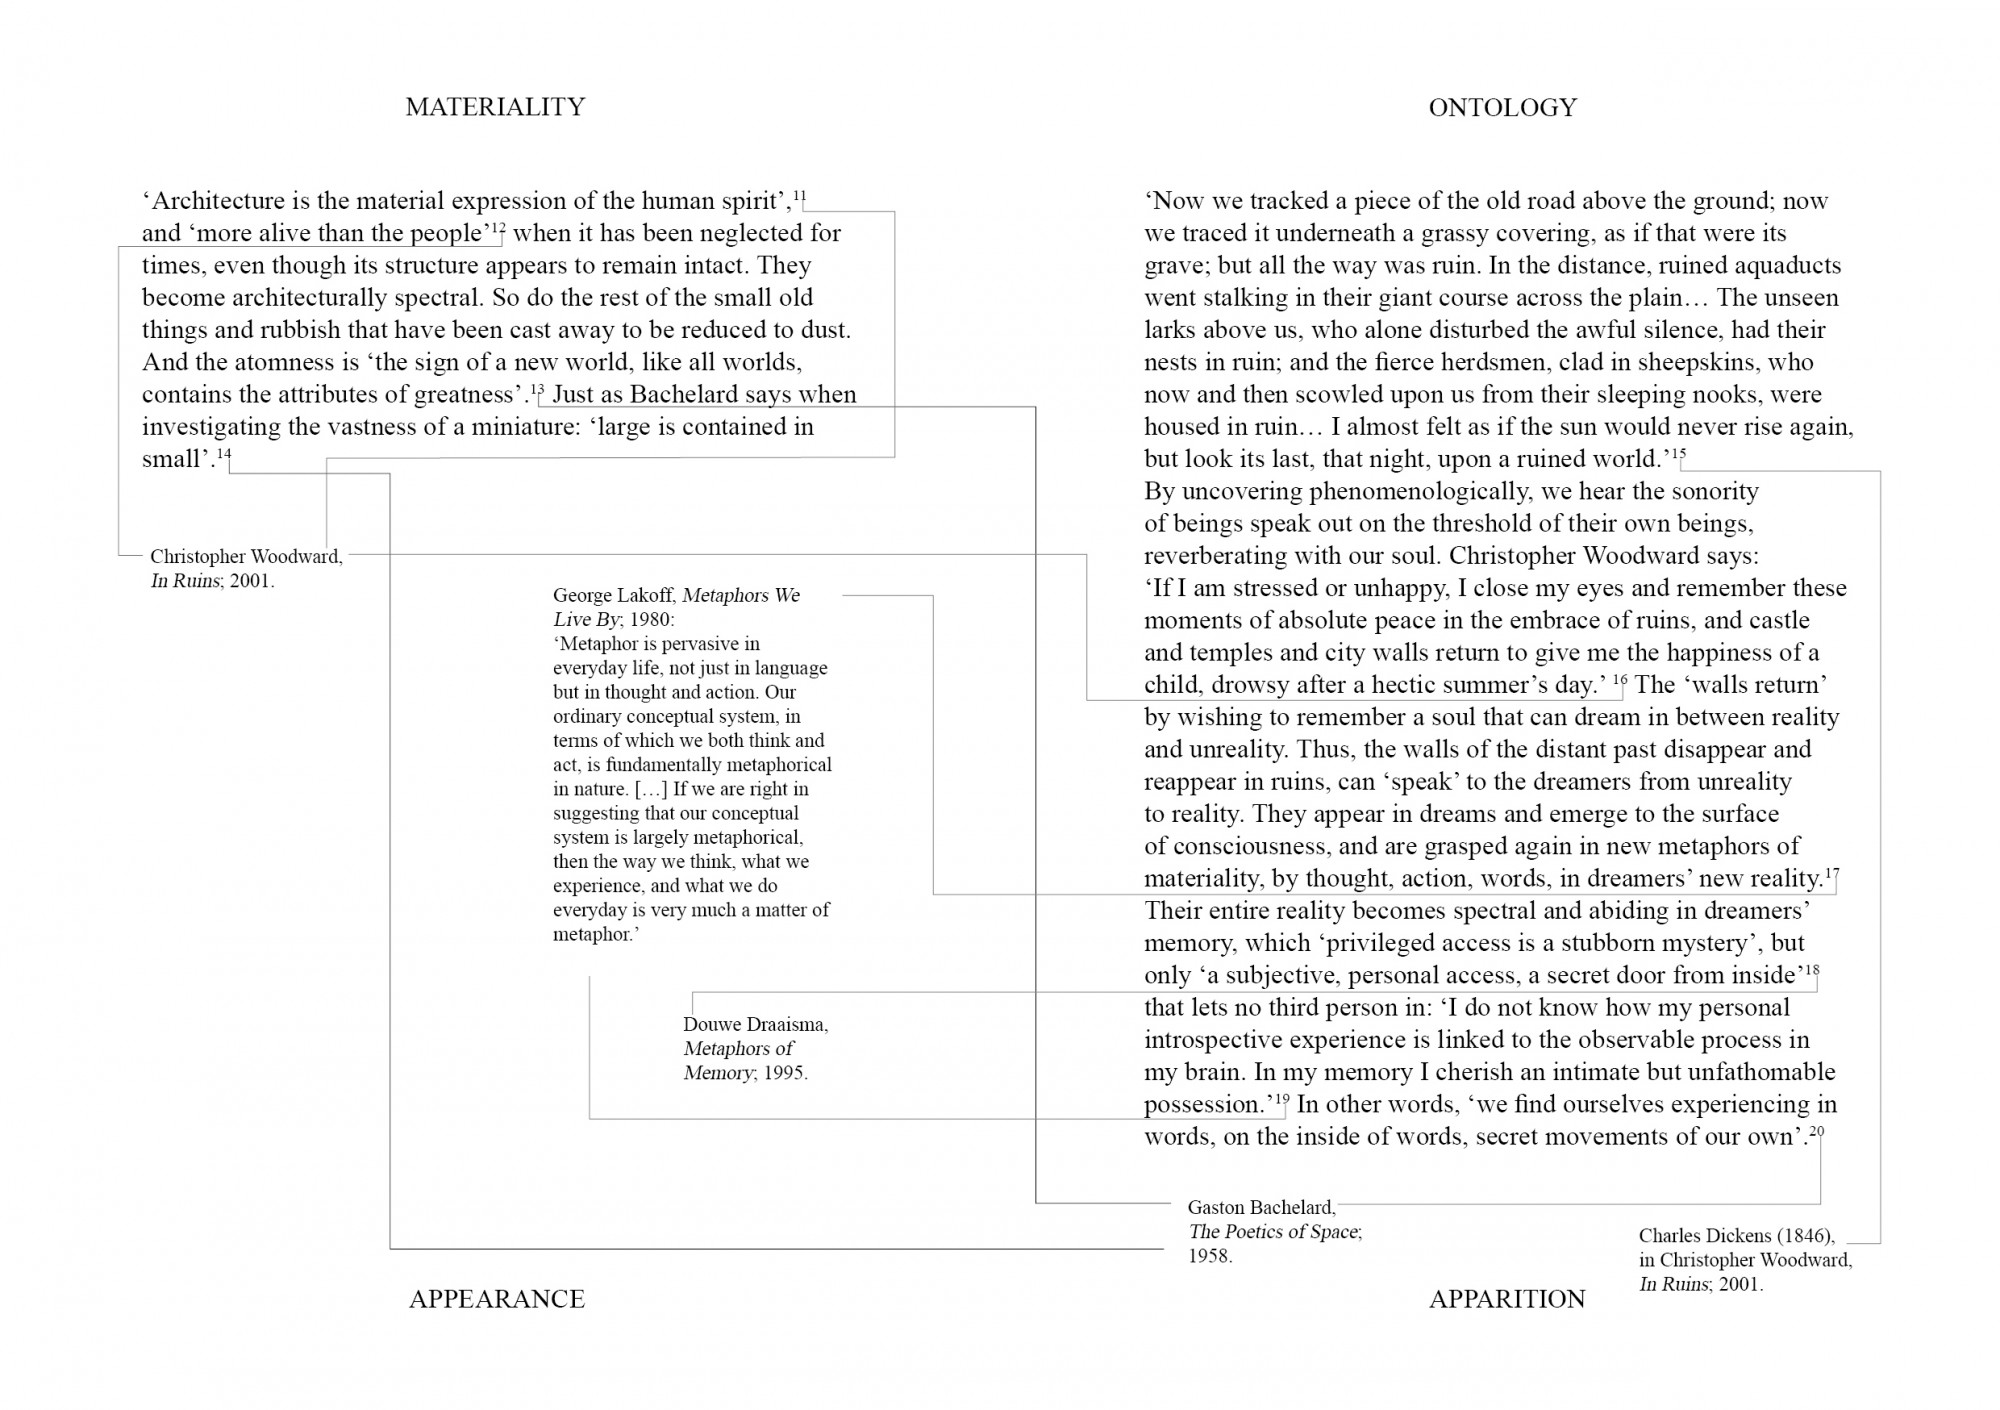 MATERIALITY
‘Architecture is the material expression of the human spirit’,11
and ‘more alive than the people’12 when it has been neglected for
times, even though its structure appears to remain intact. They
become architecturally spectral. So do the rest of the small old
things and rubbish that have been cast away to be reduced to dust.
And the atomness is ‘the sign of a new world, like all worlds,
contains the attributes of greatness’.13 Just as Bachelard says when
investigating the vastness of a miniature: ‘large is contained in
small’.14
Christopher Woodward,
In Ruins; 2001.
George Lakoff, Metaphors We
Live By; 1980:
‘Metaphor is pervasive in
everyday life, not just in language
but in thought and action. Our
ordinary conceptual system, in
terms of which we both think and
act, is fundamentally metaphorical
in nature. […] If we are right in
suggesting that our conceptual
system is largely metaphorical,
then the way we think, what we
experience, and what we do
everyday is very much a matter of
metaphor.’
Douwe Draaisma,
Metaphors of
Memory; 1995.
APPEARANCE
ONTOLOGY
‘Now we tracked a piece of the old road above the ground; now
we traced it underneath a grassy covering, as if that were its
grave; but all the way was ruin. In the distance, ruined aquaducts
went stalking in their giant course across the plain… The unseen
larks above us, who alone disturbed the awful silence, had their
nests in ruin; and the fierce herdsmen, clad in sheepskins, who
now and then scowled upon us from their sleeping nooks, were
housed in ruin… I almost felt as if the sun would never rise again,
but look its last, that night, upon a ruined world.’15
By uncovering phenomenologically, we hear the sonority
of beings speak out on the threshold of their own beings,
reverberating with our soul. Christopher Woodward says:
‘If I am stressed or unhappy, I close my eyes and remember these
moments of absolute peace in the embrace of ruins, and castle
and temples and city walls return to give me the happiness of a
child, drowsy after a hectic summer’s day.’ 16 The ‘walls return’
by wishing to remember a soul that can dream in between reality
and unreality. Thus, the walls of the distant past disappear and
reappear in ruins, can ‘speak’ to the dreamers from unreality
to reality. They appear in dreams and emerge to the surface
of consciousness, and are grasped again in new metaphors of
materiality, by thought, action, words, in dreamers’ new reality.17
Their entire reality becomes spectral and abiding in dreamers’
memory, which ‘privileged access is a stubborn mystery’, but
only ‘a subjective, personal access, a secret door from inside’18
that lets no third person in: ‘I do not know how my personal
introspective experience is linked to the observable process in
my brain. In my memory I cherish an intimate but unfathomable
possession.’19 In other words, ‘we find ourselves experiencing in
words, on the inside of words, secret movements of our own’.20
Gaston Bachelard,
The Poetics of Space;
1958.
Charles Dickens (1846),
in Christopher Woodward,
In Ruins; 2001.
APPARITION